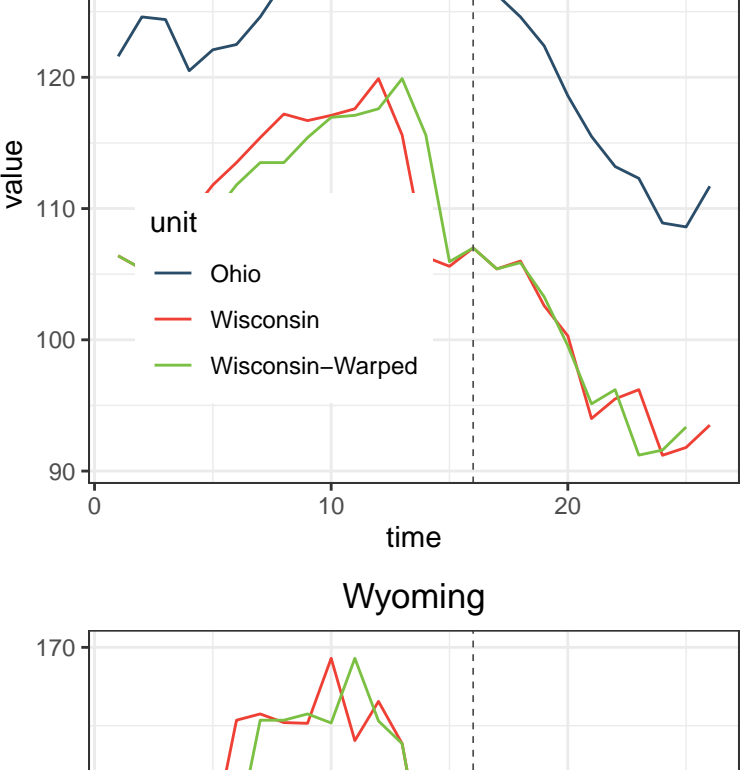 120
value
110
unit
Ohio
Wisconsin
100
Wisconsin−Warped
90
0 10 20
time
Wyoming
170